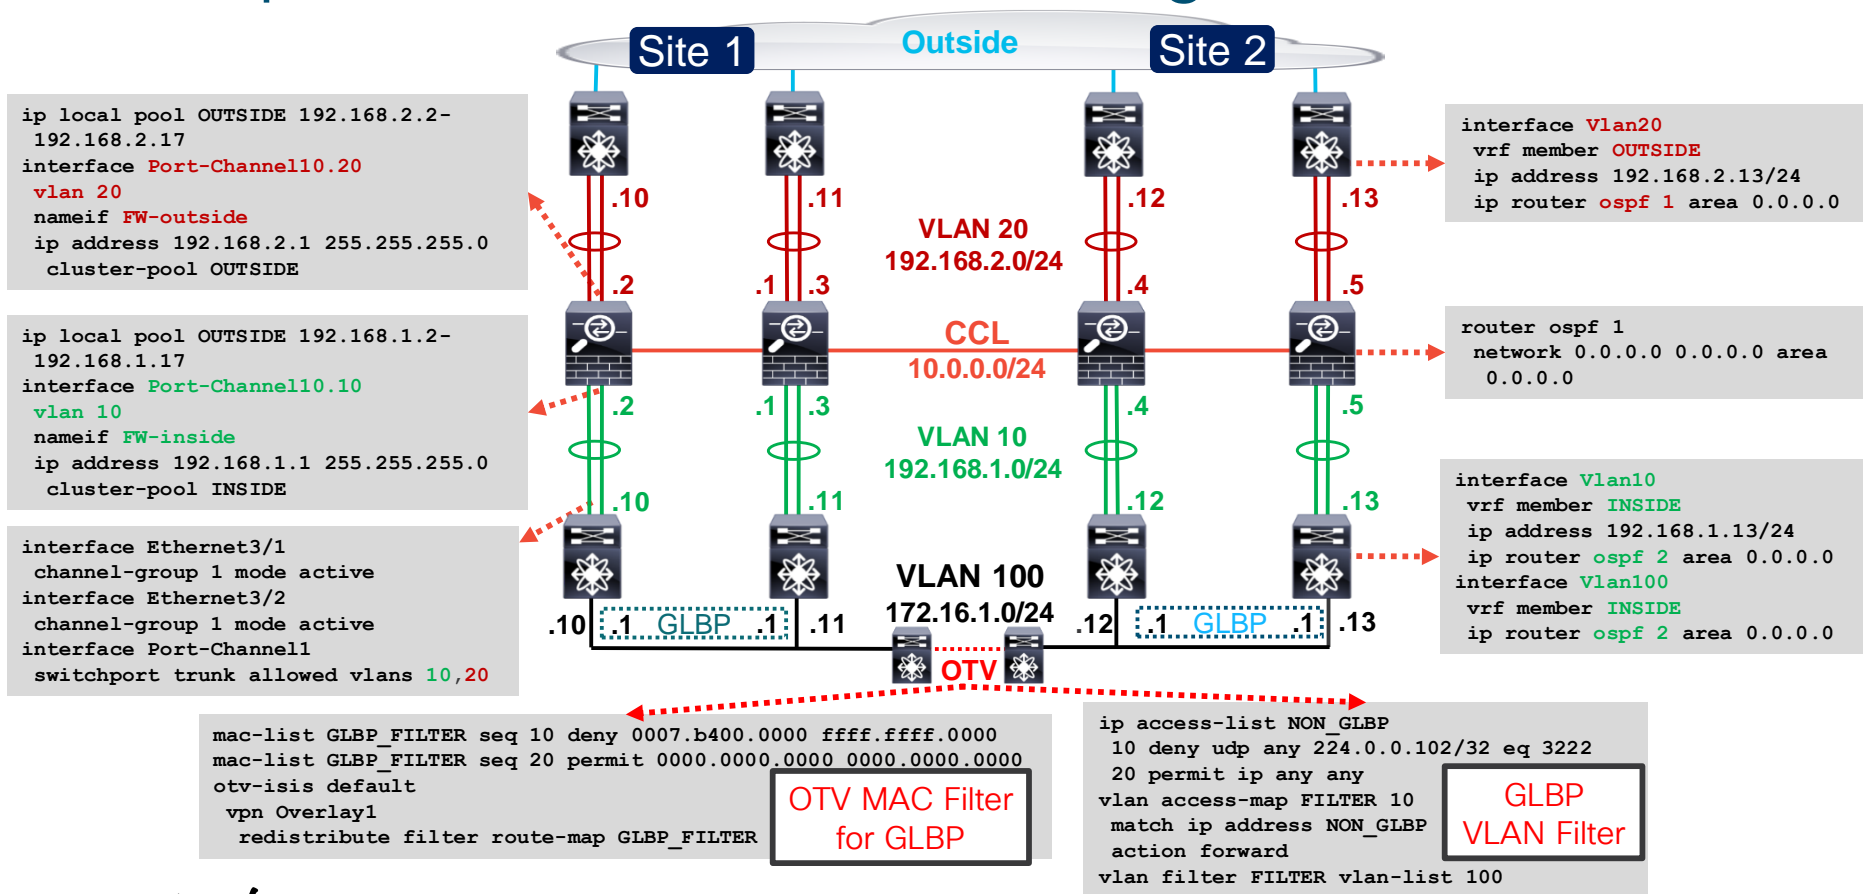 Site 1
Outside
Site 2
ip local pool OUTSIDE 192.168.2.2-
192.168.2.17
interface Port-Channel10.20
vlan 20
nameif FW-outside
ip address 192.168.2.1 255.255.255.0
cluster-pool OUTSIDE
interface Vlan20
vrf member OUTSIDE
ip address 192.168.2.13/24
ip router ospf 1 area 0.0.0.0
.10
.11
.12
.13
VLAN 20
192.168.2.0/24
.2
.1
.3
.4
.5
ip local pool OUTSIDE 192.168.1.2-
192.168.1.17
interface Port-Channel10.10
vlan 10
nameif FW-inside
ip address 192.168.1.1 255.255.255.0
cluster-pool INSIDE
CCL
10.0.0.0/24
router ospf 1
network 0.0.0.0 0.0.0.0 area
0.0.0.0
.2
.1
.3
.4
.5
VLAN 10
192.168.1.0/24
.10
.11
.12
.13
interface Vlan10
vrf member INSIDE
ip address 192.168.1.13/24
ip router ospf 2 area 0.0.0.0
interface Vlan100
vrf member INSIDE
ip router ospf 2 area 0.0.0.0
interface Ethernet3/1
channel-group 1 mode active
interface Ethernet3/2
channel-group 1 mode active
interface Port-Channel1
switchport trunk allowed vlans 10,20
VLAN 100
172.16.1.0/24
.10
.1 GLBP .1
.11
.12
.1 GLBP .1
.13
OTV
mac-list GLBP_FILTER seq 10 deny 0007.b400.0000 ffff.ffff.0000
mac-list GLBP_FILTER seq 20 permit 0000.0000.0000 0000.0000.0000
otv-isis default
vpn Overlay1
redistribute filter route-map GLBP_FILTER
OTV MAC Filter
for GLBP
ip access-list NON_GLBP
10 deny udp any 224.0.0.102/32 eq 3222
20 permit ip any any
vlan access-map FILTER 10
match ip address NON_GLBP
action forward
vlan filter FILTER vlan-list 100
GLBP
VLAN Filter